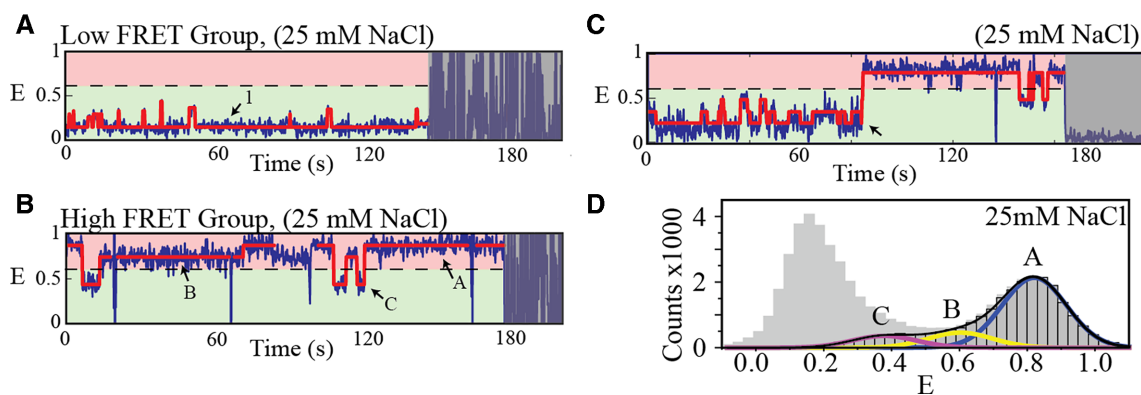 A
Low FRET Group, (25 mM NaCl)
1
E
0.5
0
1
0
60
120
180
Time (s)
B
High FRET Group, (25 mM NaCl)
1
E
0.5
0
B
C
A
0
60
120
180
Time (s)
C
(25 mM NaCl)
1
E
0.5
0
0
60
120
180
Time (s)
D
25mM NaCl
Counts x1000
4
2
0
C
B
A
0.0
0.2
0.4
0.6
0.8
1.0
E